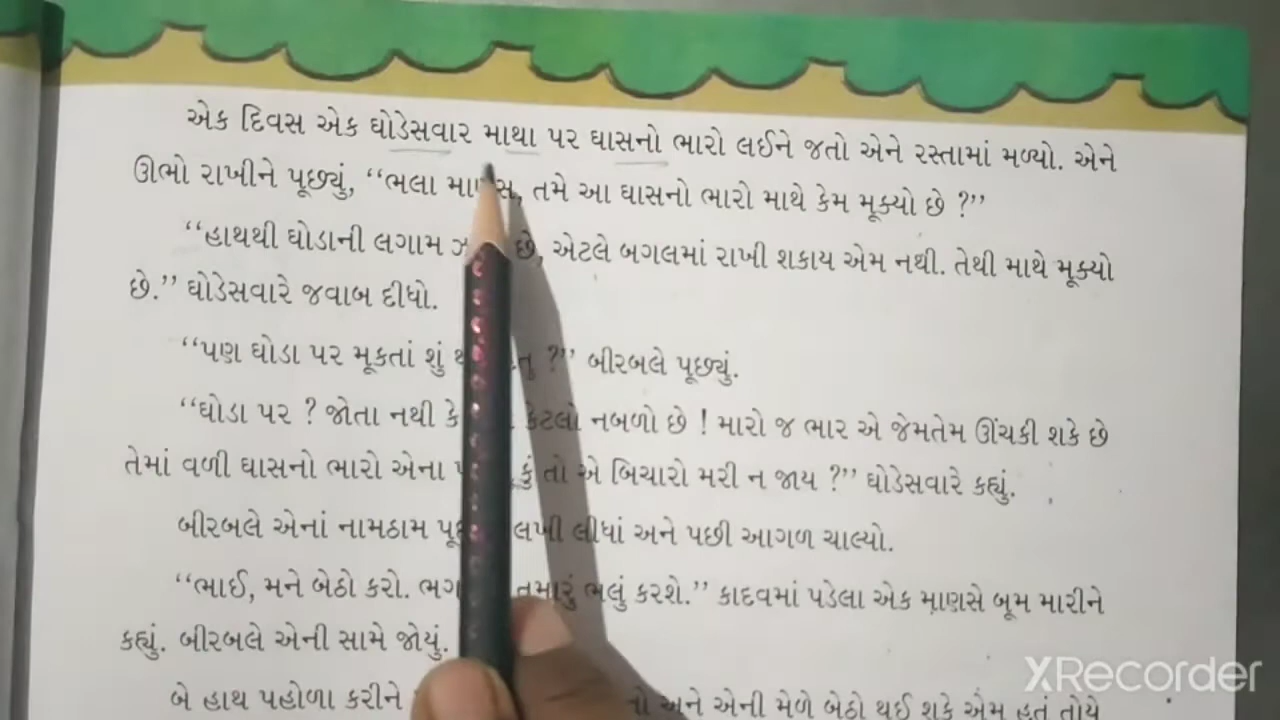 એક દિવસ એક ઘોડેસવાર માથા પર ઘાસનો ભારો લઈને જતો એને રસ્તામાં મળ્યો. એને
ઊભો રાખીને પૂછ્યું, “ભલા માણસ, તમે આ ઘાસનો ભારો માથે કેમ મૂક્યો છે ?”
“હાથથી ઘોડાની લગામ છે, એટલે બગલમાં રાખી શકાય એમ નથી. તેથી માથે મૂક્યો
છે.” ઘોડેસવારે જવાબ દીધો.
“પણ ઘોડા પર મૂકતાં શું ?” બીરબલે પૂછ્યું.
“ઘોડા પર ? જોતા નથી કે કેટલો નબળો છે ! મારો જ ભાર એ જેમતેમ ઊંચકી શકે છે
તેમાં વળી ઘાસનો ભારો એના તો એ બિચારો મરી ન જાય ?” ઘોડેસવારે કહ્યું.
બીરબલે એનાં નામઠામ લખી લીધાં અને પછી આગળ ચાલ્યો.
“ભાઈ, મને બેઠો કરો. તમારું ભલું કરશે.” કાદવમાં પડેલા એક માણસે બૂમ મારીને
કહ્યું. બીરબલે એની સામે જોયું.
બે હાથ પહોળા કરીને અને એની મેળે બેઠો થઈ શકે એમ હતું તોયે
XRecorder